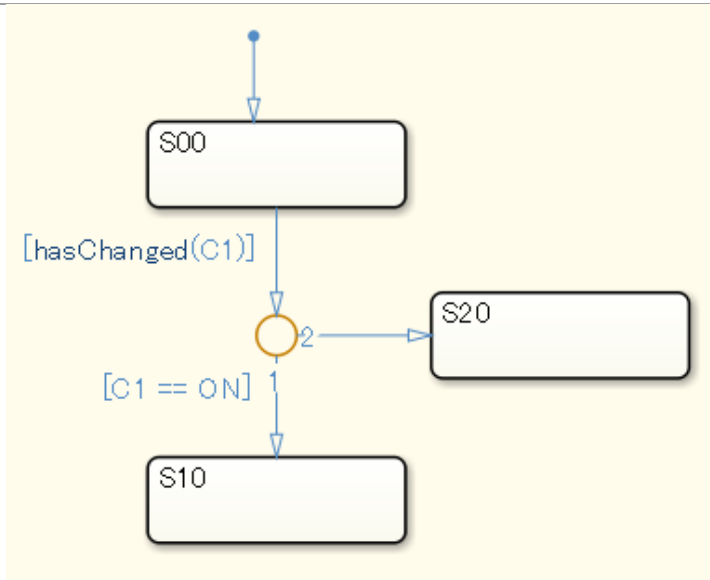 S00
[hasChanged(C1)]
S20
2
[C1 == ON]
1
S10